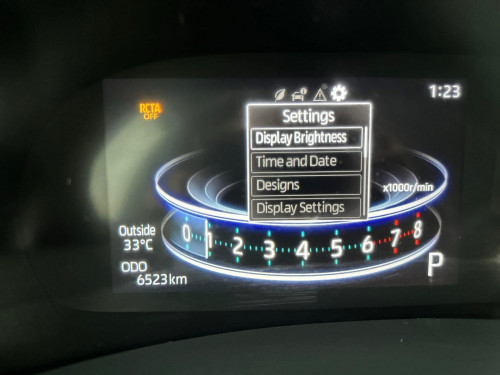 1:23
RCTA
OFF
Settings
Display Brightness
Time and Date
Designs
Display Settings
x1000r/min
0 1 2 3 4 5 6 7 8
Outside
33°C
ODO
6523km
P